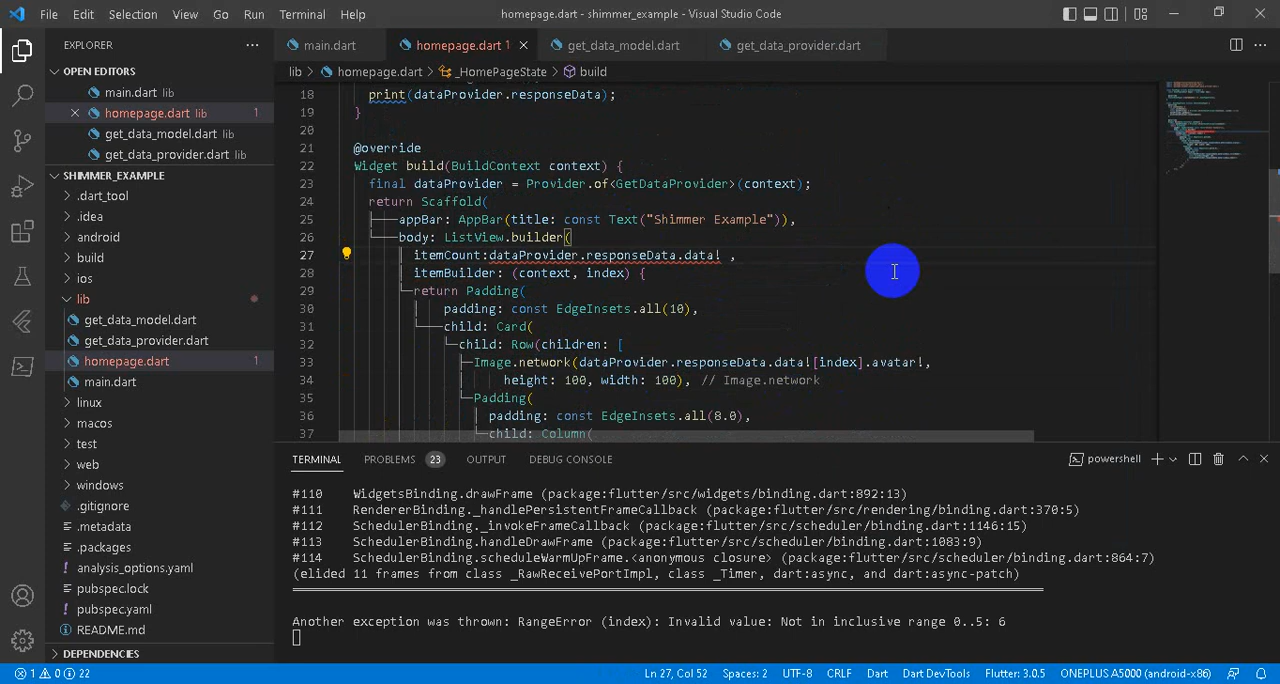 File Edit Selection View Go Run Terminal Help
homepage.dart - shimmer_example - Visual Studio Code
EXPLORER
OPEN EDITORS
main.dart lib
homepage.dart lib 1
get_data_model.dart lib
get_data_provider.dart lib
SHIMMER_EXAMPLE
.dart_tool
.idea
android
build
ios
lib
get_data_model.dart
get_data_provider.dart
homepage.dart 1
main.dart
linux
macos
test
web
windows
.gitignore
.metadata
.packages
analysis_options.yaml
pubspec.lock
pubspec.yaml
README.md
DEPENDENCIES
main.dart
homepage.dart 1
get_data_model.dart
get_data_provider.dart
lib > homepage.dart > _HomePageState > build
18 print(dataProvider.responseData);
19 }
20
21 @override
22 Widget build(BuildContext context) {
23 final dataProvider = Provider.of<GetDataProvider>(context);
24 return Scaffold(
25 appBar: AppBar(title: const Text("Shimmer Example")),
26 body: ListView.builder(
27 itemCount:dataProvider.responseData.data! ,
28 itemBuilder: (context, index) {
29 return Padding(
30 padding: const EdgeInsets.all(10),
31 child: Card(
32 child: Row(children: [
33 Image.network(dataProvider.responseData.data![index].avatar!,
34 height: 100, width: 100), // Image.network
35 Padding(
36 padding: const EdgeInsets.all(8.0),
37 child: Column(
TERMINAL PROBLEMS 23 OUTPUT DEBUG CONSOLE
powershell
#110 WidgetsBinding.drawFrame (package:flutter/src/widgets/binding.dart:892:13)
#111 RendererBinding._handlePersistentFrameCallback (package:flutter/src/rendering/binding.dart:370:5)
#112 SchedulerBinding._invokeFrameCallback (package:flutter/src/scheduler/binding.dart:1146:15)
#113 SchedulerBinding.handleDrawFrame (package:flutter/src/scheduler/binding.dart:1083:9)
#114 SchedulerBinding.scheduleWarmUpFrame.<anonymous closure> (package:flutter/src/scheduler/binding.dart:864:7)
(elided 11 frames from class _RawReceivePortImpl, class _Timer, dart:async, and dart:async-patch)
Another exception was thrown: RangeError (index): Invalid value: Not in inclusive range 0..5: 6
1 0 22
Ln 27, Col 52 Spaces: 2 UTF-8 CRLF Dart Dart DevTools Flutter: 3.0.5 ONEPLUS A5000 (android-x86)